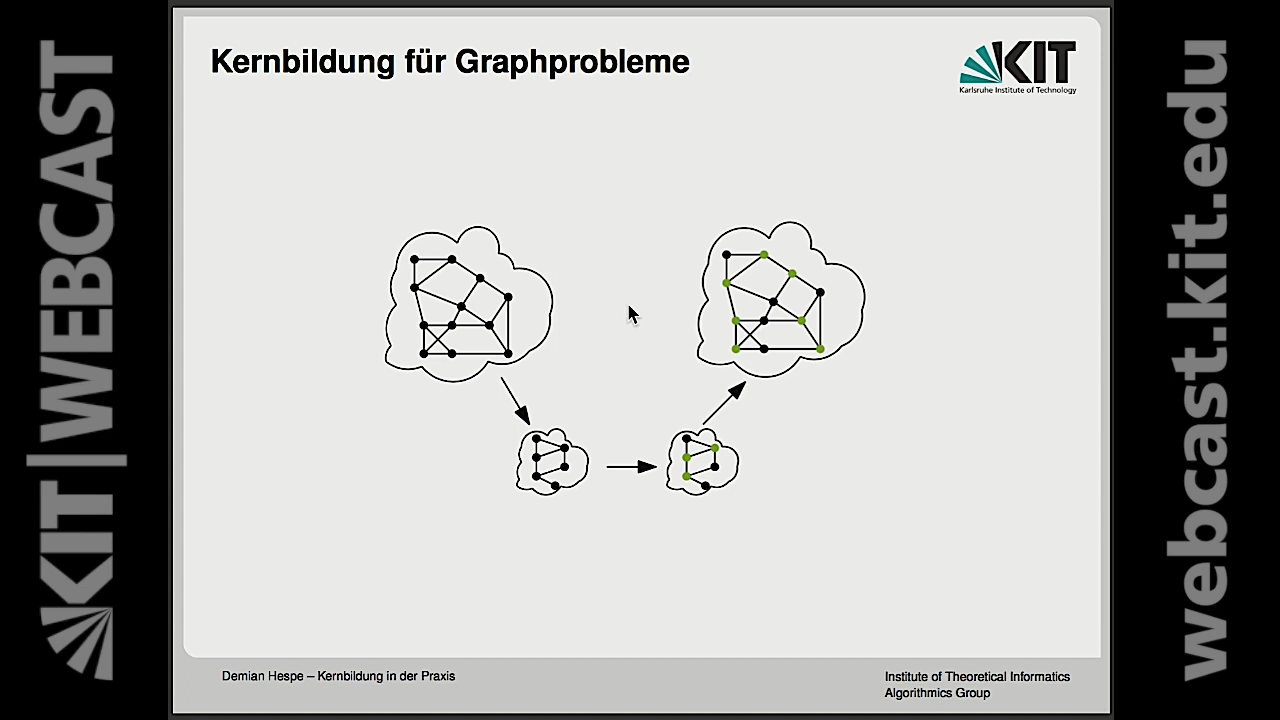 Kernbildung für Graphprobleme
KIT
Karlsruhe Institute of Technology
KIT|WEBCAST
webcast.kit.edu
Demian Hespe – Kernbildung in der Praxis
Institute of Theoretical Informatics
Algorithmics Group